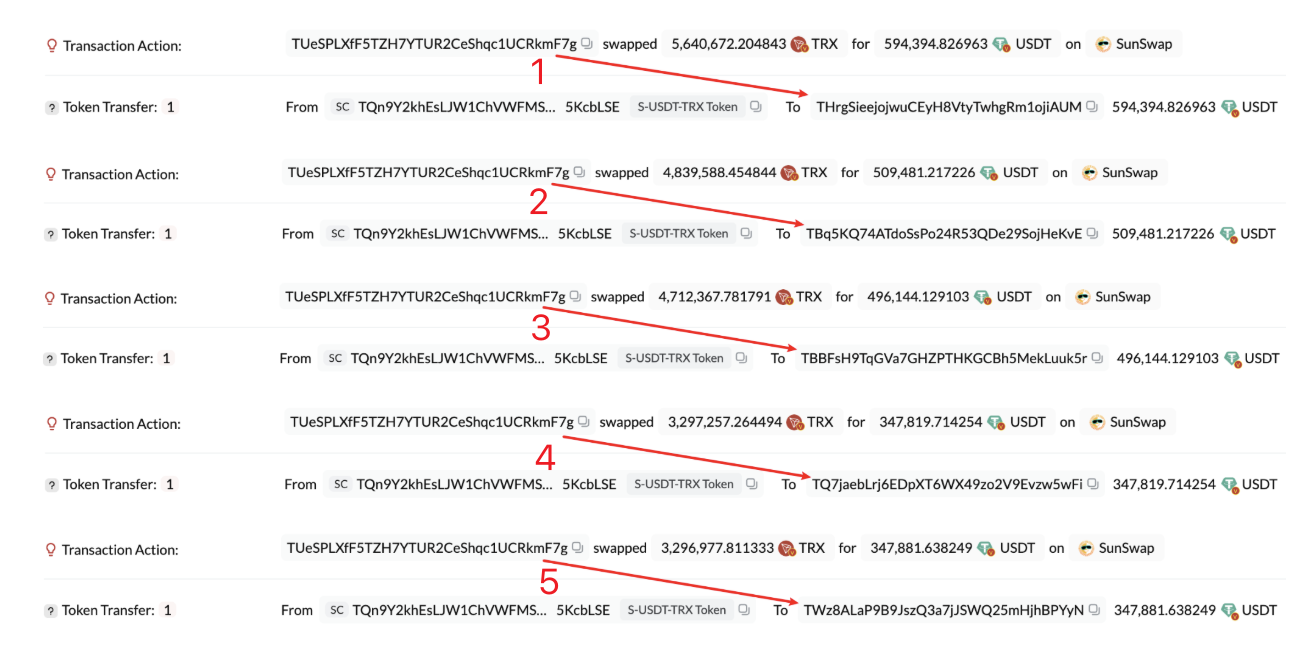 Transaction Action: TUeSPLXfF5TZH7YTUR2CeShqc1UCRkmF7g swapped 5,640,672.204843 TRX for 594,394.826963 USDT on SunSwap
1
? Token Transfer: 1 From SC TQn9Y2khEsLJW1ChVWFMS... 5KcbLSE S-USDT-TRX Token To THrgSieejojwuCEyH8VtyTwhgRm1ojiAUM 594,394.826963 USDT
Transaction Action: TUeSPLXfF5TZH7YTUR2CeShqc1UCRkmF7g swapped 4,839,588.454844 TRX for 509,481.217226 USDT on SunSwap
2
? Token Transfer: 1 From SC TQn9Y2khEsLJW1ChVWFMS... 5KcbLSE S-USDT-TRX Token To TBq5KQ74ATdoSsPo24R53QDe29SojHeKvE 509,481.217226 USDT
Transaction Action: TUeSPLXfF5TZH7YTUR2CeShqc1UCRkmF7g swapped 4,712,367.781791 TRX for 496,144.129103 USDT on SunSwap
3
? Token Transfer: 1 From SC TQn9Y2khEsLJW1ChVWFMS... 5KcbLSE S-USDT-TRX Token To TBBFsH9TqGVa7GHZPTHKGCBh5MekLuuk5r 496,144.129103 USDT
Transaction Action: TUeSPLXfF5TZH7YTUR2CeShqc1UCRkmF7g swapped 3,297,257.264494 TRX for 347,819.714254 USDT on SunSwap
4
? Token Transfer: 1 From SC TQn9Y2khEsLJW1ChVWFMS... 5KcbLSE S-USDT-TRX Token To TQ7jaebLrj6EDpXT6WX49zo2V9Evzw5wFi 347,819.714254 USDT
Transaction Action: TUeSPLXfF5TZH7YTUR2CeShqc1UCRkmF7g swapped 3,296,977.811333 TRX for 347,881.638249 USDT on SunSwap
5
? Token Transfer: 1 From SC TQn9Y2khEsLJW1ChVWFMS... 5KcbLSE S-USDT-TRX Token To TWz8ALaP9B9JszQ3a7jJSWQ25mHjhBPYyN 347,881.638249 USDT